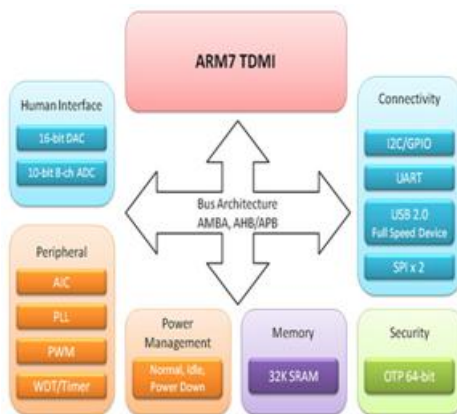 ARM7 TDMI
Human Interface
16-bit DAC
10-bit 8-ch ADC
Connectivity
I2C/GPIO
UART
USB 2.0
Full Speed Device
SPI x 2
Bus Architecture
AMBA, AHB/APB
Peripheral
AIC
PLL
PWM
WDT/Timer
Power
Management
Normal, Idle,
Power Down
Memory
32K SRAM
Security
OTP 64-bit